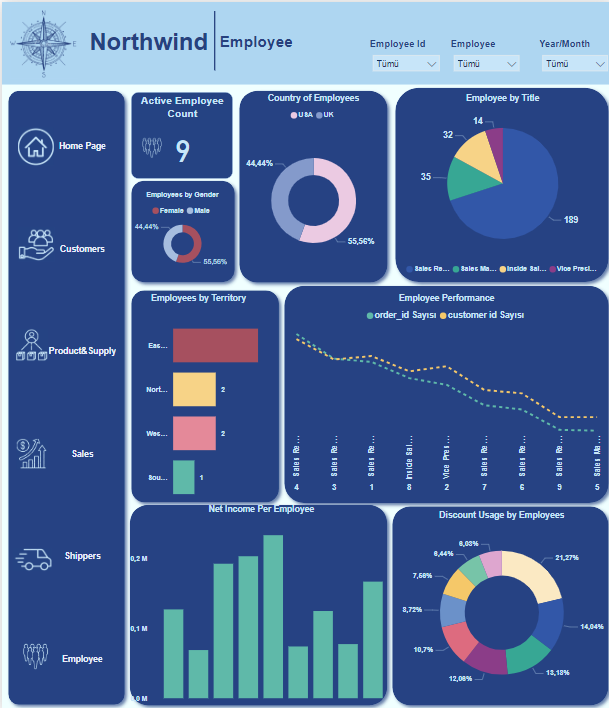 N
W
E
S
Northwind
Employee
Employee Id
Employee
Year/Month
Tümü
Tümü
Tümü
Home Page
Customers
Product&Supply
Sales
Shippers
Employee
Active Employee
Count
9
Employees by Gender
Female
Male
44,44%
55,56%
Country of Employees
USA
UK
44,44%
55,56%
Employee by Title
14
32
35
189
Sales Re...
Sales Ma...
Inside Sal...
Vice Presi...
Employees by Territory
Eas...
Nort...
2
Wes...
2
Sou...
1
Employee Performance
order_id Sayısı
customer id Sayısı
Sales Re...
Sales Re...
Sales Re...
Inside Sal...
Vice Pres...
Sales Re...
Sales Re...
Sales Re...
Sales Ma...
4
3
1
8
2
7
6
9
5
Net Income Per Employee
0,2 M
0,1 M
0,0 M
Discount Usage by Employees
6,03%
6,44%
7,56%
8,72%
10,7%
12,06%
13,18%
14,04%
21,27%